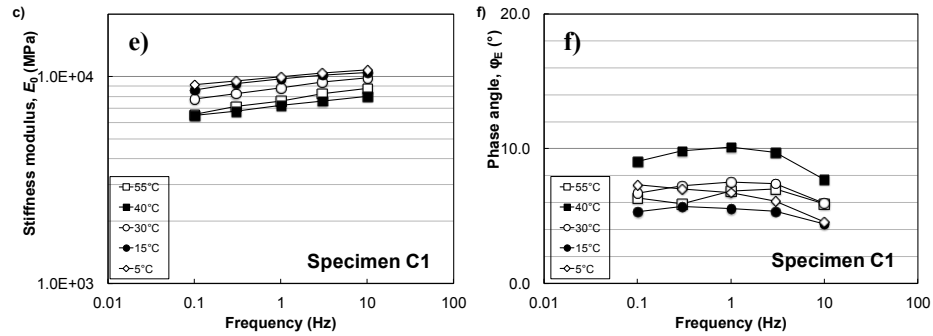 c)
e)
Stiffness modulus, E0 (MPa)
1.0E+04
1.0E+03
55°C
40°C
30°C
15°C
5°C
Specimen C1
0.01
0.1
1
10
100
Frequency (Hz)
f)
f)
Phase angle, φE (°)
20.0
10.0
0.0
55°C
40°C
30°C
15°C
5°C
Specimen C1
0.01
0.1
1
10
100
Frequency (Hz)